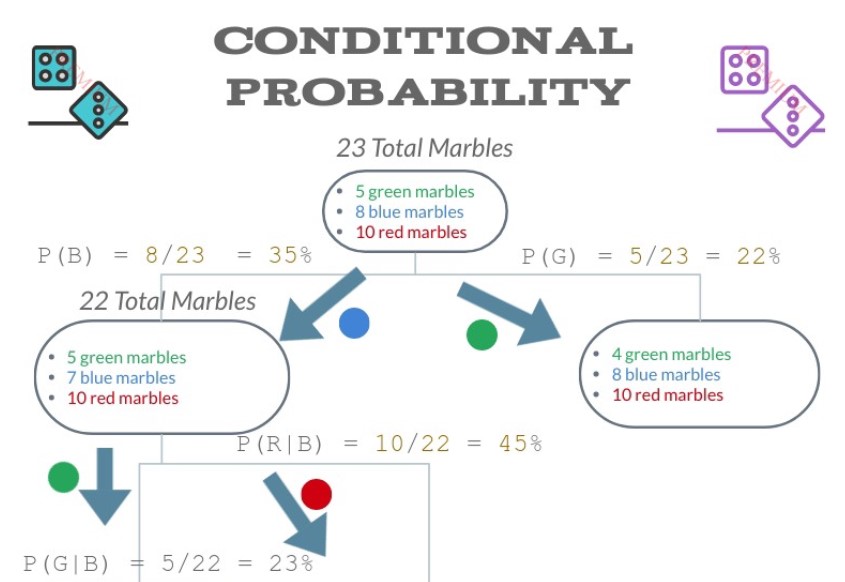 CONDITIONAL
PROBABILITY
23 Total Marbles
• 5 green marbles
• 8 blue marbles
• 10 red marbles
P(B) = 8/23 = 35%
P(G) = 5/23 = 22%
22 Total Marbles
• 5 green marbles
• 7 blue marbles
• 10 red marbles
• 4 green marbles
• 8 blue marbles
• 10 red marbles
P(R|B) = 10/22 = 45%
P(G|B) = 5/22 = 23%